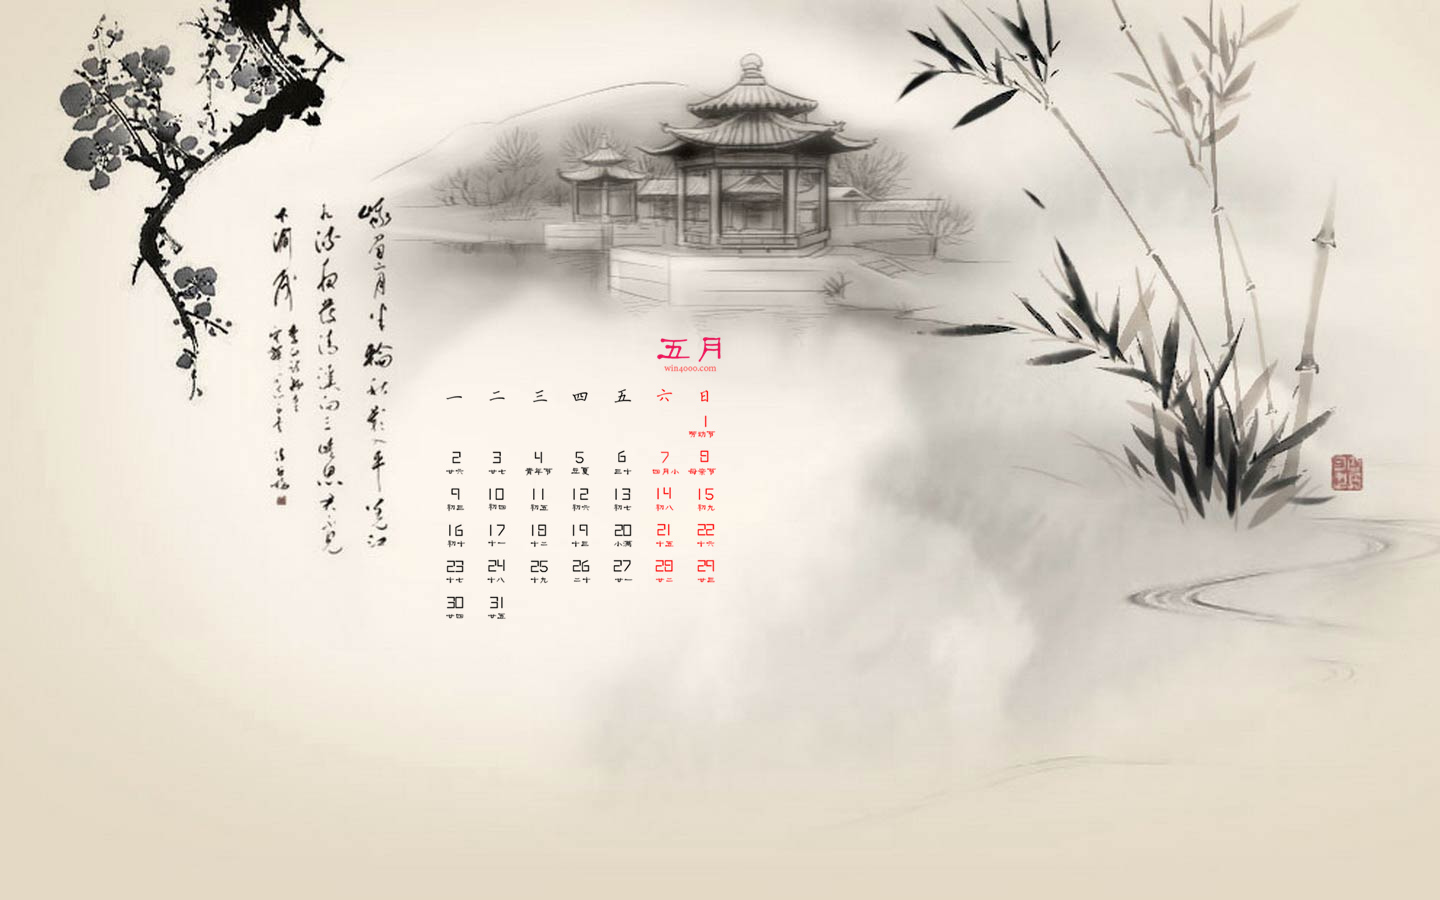 峨眉山月半輪秋影入平羌江
水流夜發清溪向三峽思君不見
下渝州
五月
win4000.com
一 二 三 四 五 六 日
1
劳动节
2 3 4 5 6 7 8
廿六 廿七 青年节 立夏 三十 四月小 母亲节
9 10 11 12 13 14 15
初三 初四 初五 初六 初七 初八 初九
16 17 18 19 20 21 22
初十 十一 十二 十三 小满 十五 十六
23 24 25 26 27 28 29
十七 十八 十九 二十 廿一 廿二 廿三
30 31
廿四 廿五